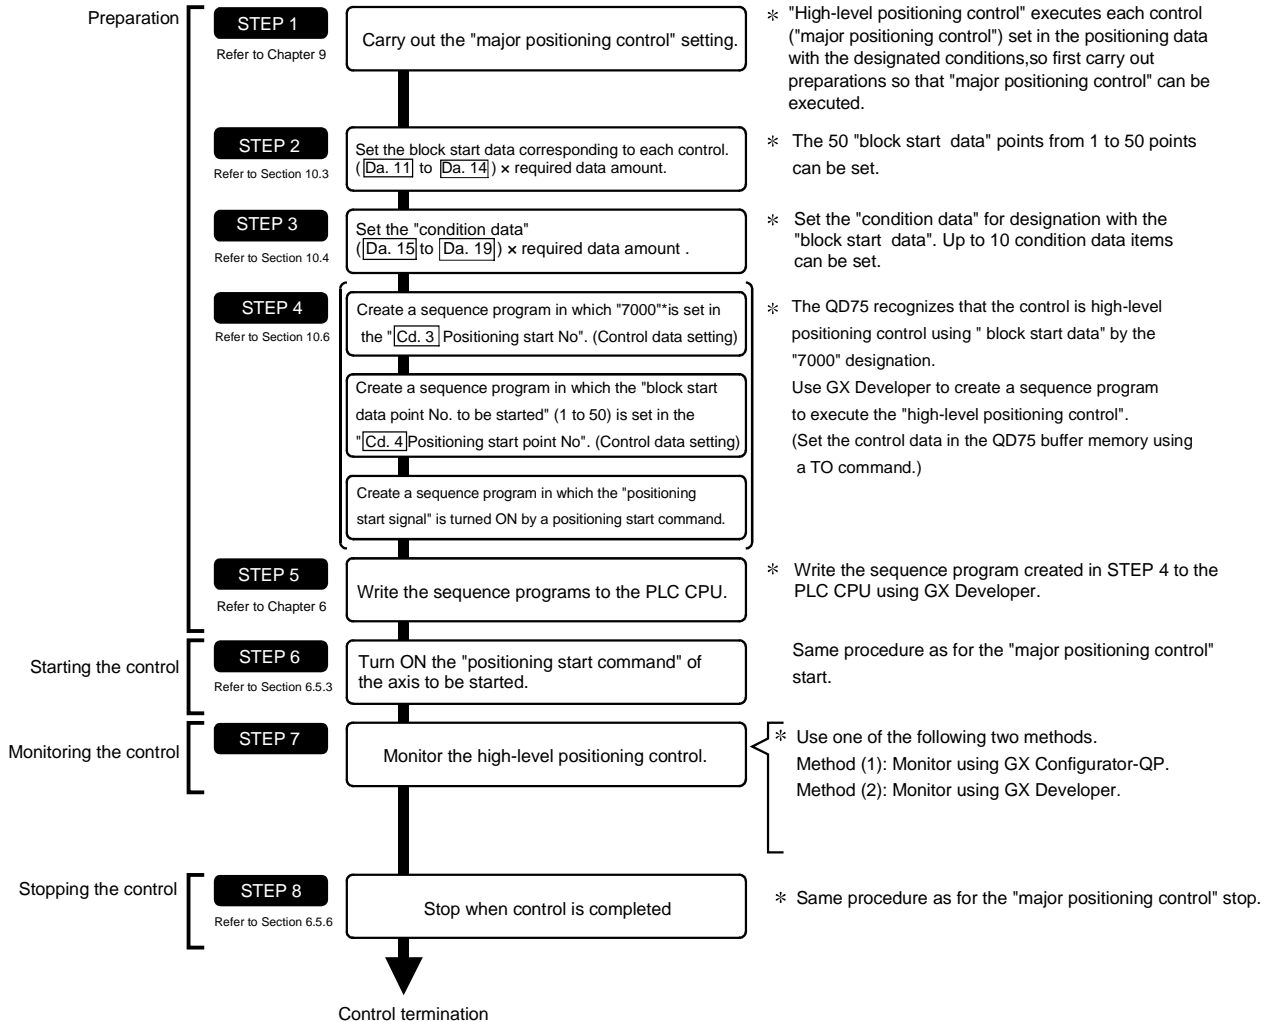 Preparation
STEP 1
Refer to Chapter 9
Carry out the "major positioning control" setting.
* "High-level positioning control" executes each control
("major positioning control") set in the positioning data
with the designated conditions,so first carry out
preparations so that "major positioning control" can be
executed.
STEP 2
Refer to Section 10.3
Set the block start data corresponding to each control.
( Da. 11 to Da. 14 ) × required data amount.
* The 50 "block start data" points from 1 to 50 points
can be set.
STEP 3
Refer to Section 10.4
Set the "condition data"
( Da. 15 to Da. 19 ) × required data amount .
* Set the "condition data" for designation with the
"block start data". Up to 10 condition data items
can be set.
STEP 4
Refer to Section 10.6
Create a sequence program in which "7000"*is set in
the " Cd. 3 Positioning start No". (Control data setting)
Create a sequence program in which the "block start
data point No. to be started" (1 to 50) is set in the
" Cd. 4 Positioning start point No". (Control data setting)
Create a sequence program in which the "positioning
start signal" is turned ON by a positioning start command.
* The QD75 recognizes that the control is high-level
positioning control using " block start data" by the
"7000" designation.
Use GX Developer to create a sequence program
to execute the "high-level positioning control".
(Set the control data in the QD75 buffer memory using
a TO command.)
STEP 5
Refer to Chapter 6
Write the sequence programs to the PLC CPU.
* Write the sequence program created in STEP 4 to the
PLC CPU using GX Developer.
Starting the control
STEP 6
Refer to Section 6.5.3
Turn ON the "positioning start command" of
the axis to be started.
Same procedure as for the "major positioning control"
start.
Monitoring the control
STEP 7
Monitor the high-level positioning control.
* Use one of the following two methods.
Method (1): Monitor using GX Configurator-QP.
Method (2): Monitor using GX Developer.
Stopping the control
STEP 8
Refer to Section 6.5.6
Stop when control is completed
* Same procedure as for the "major positioning control" stop.
Control termination